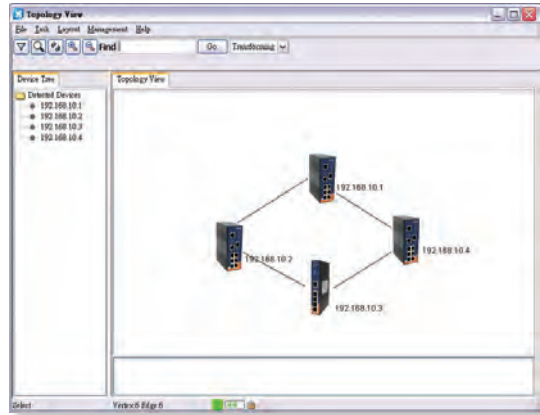 Topology View
File Task Layout Management Help
Find Go Transforming
Device Tree
Topology View
Detected Devices
192.168.10.1
192.168.10.2
192.168.10.3
192.168.10.4
192.168.10.1
192.168.10.2
192.168.10.4
192.168.10.3
Select
Vertex:6 Edge:6